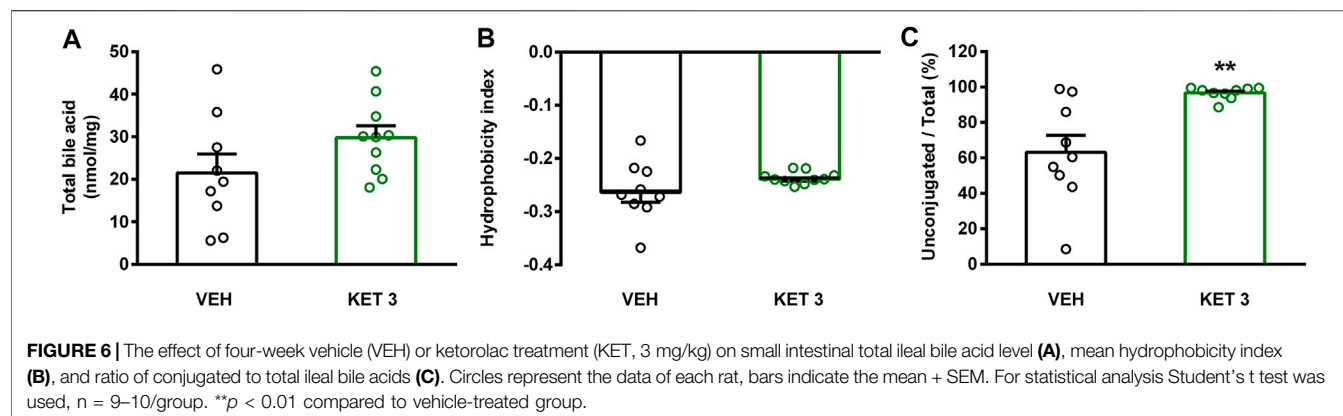 A
B
C
Total bile acid
(nmol/mg)
50
40
30
20
10
0
VEH
KET 3
Hydrophobicity index
0.0
-0.1
-0.2
-0.3
-0.4
VEH
KET 3
Unconjugated / Total (%)
120
100
80
60
40
20
0
**
VEH
KET 3
FIGURE 6 | The effect of four-week vehicle (VEH) or ketorolac treatment (KET, 3 mg/kg) on small intestinal total ileal bile acid level (A), mean hydrophobicity index
(B), and ratio of conjugated to total ileal bile acids (C). Circles represent the data of each rat, bars indicate the mean + SEM. For statistical analysis Student's t test was
used, n = 9–10/group. **p < 0.01 compared to vehicle-treated group.